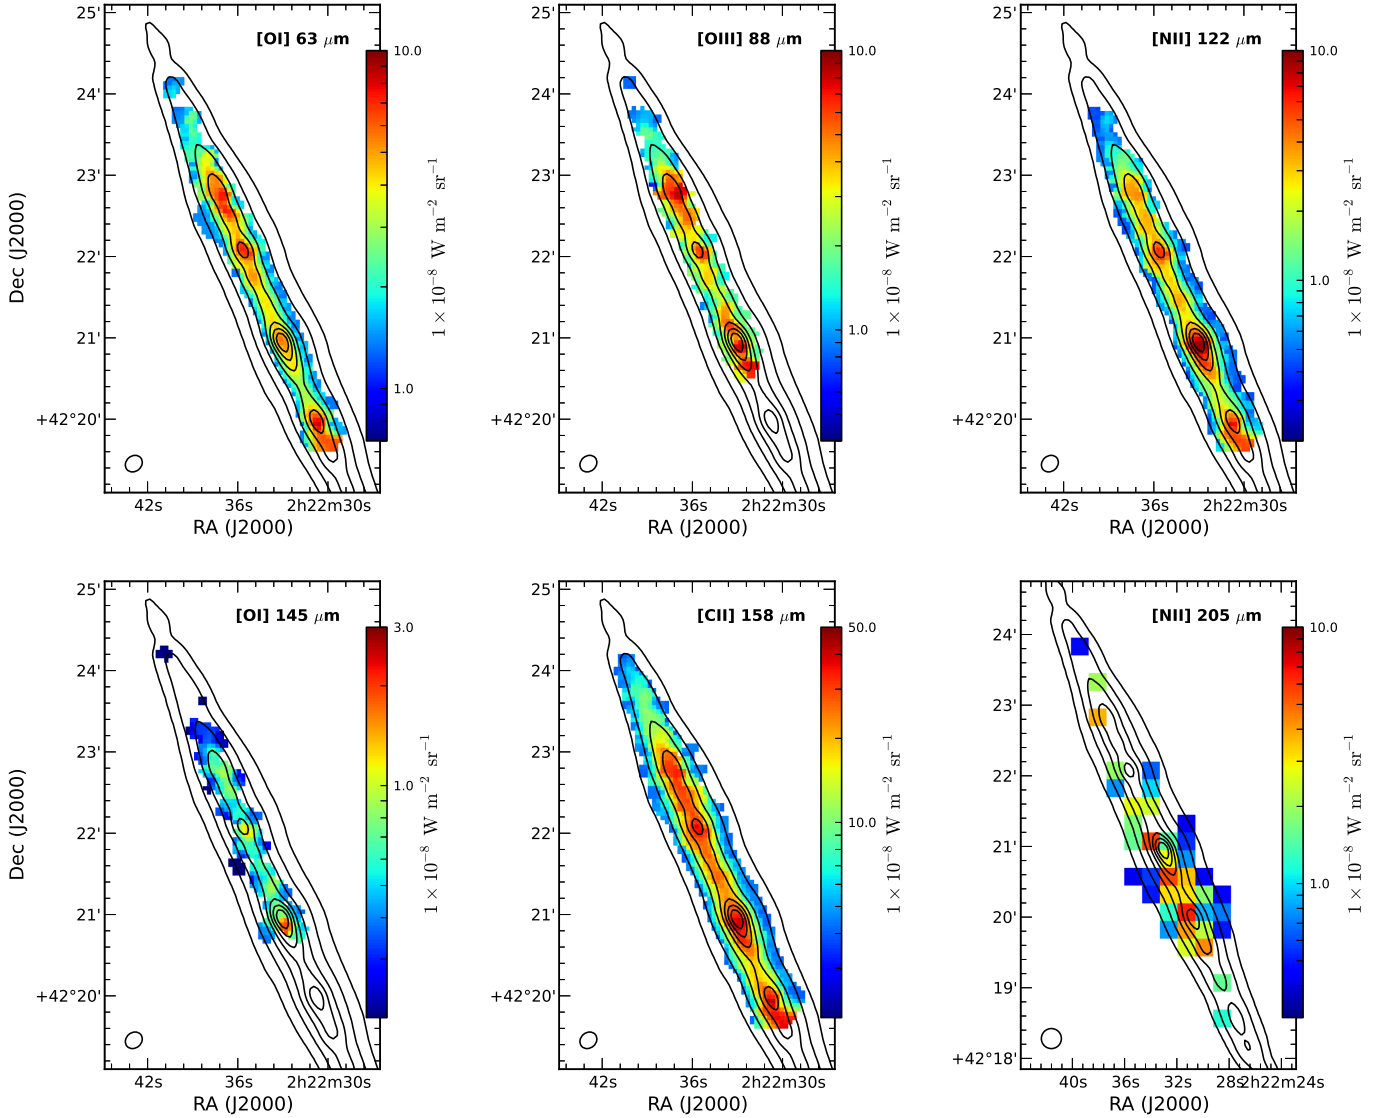 [OI] 63 μm
25'
24'
23'
22'
21'
+42°20'
Dec (J2000)
42s 36s 2h22m30s
RA (J2000)
10.0
1.0
1 × 10⁻⁸ W m⁻² sr⁻¹
[OIII] 88 μm
25'
24'
23'
22'
21'
+42°20'
42s 36s 2h22m30s
RA (J2000)
10.0
1.0
1 × 10⁻⁸ W m⁻² sr⁻¹
[NII] 122 μm
25'
24'
23'
22'
21'
+42°20'
42s 36s 2h22m30s
RA (J2000)
10.0
1.0
1 × 10⁻⁸ W m⁻² sr⁻¹
[OI] 145 μm
25'
24'
23'
22'
21'
+42°20'
Dec (J2000)
42s 36s 2h22m30s
RA (J2000)
3.0
1.0
1 × 10⁻⁸ W m⁻² sr⁻¹
[CII] 158 μm
25'
24'
23'
22'
21'
+42°20'
42s 36s 2h22m30s
RA (J2000)
50.0
10.0
1 × 10⁻⁸ W m⁻² sr⁻¹
[NII] 205 μm
24'
23'
22'
21'
20'
19'
+42°18'
40s 36s 32s 28s 2h22m24s
RA (J2000)
10.0
1.0
1 × 10⁻⁸ W m⁻² sr⁻¹